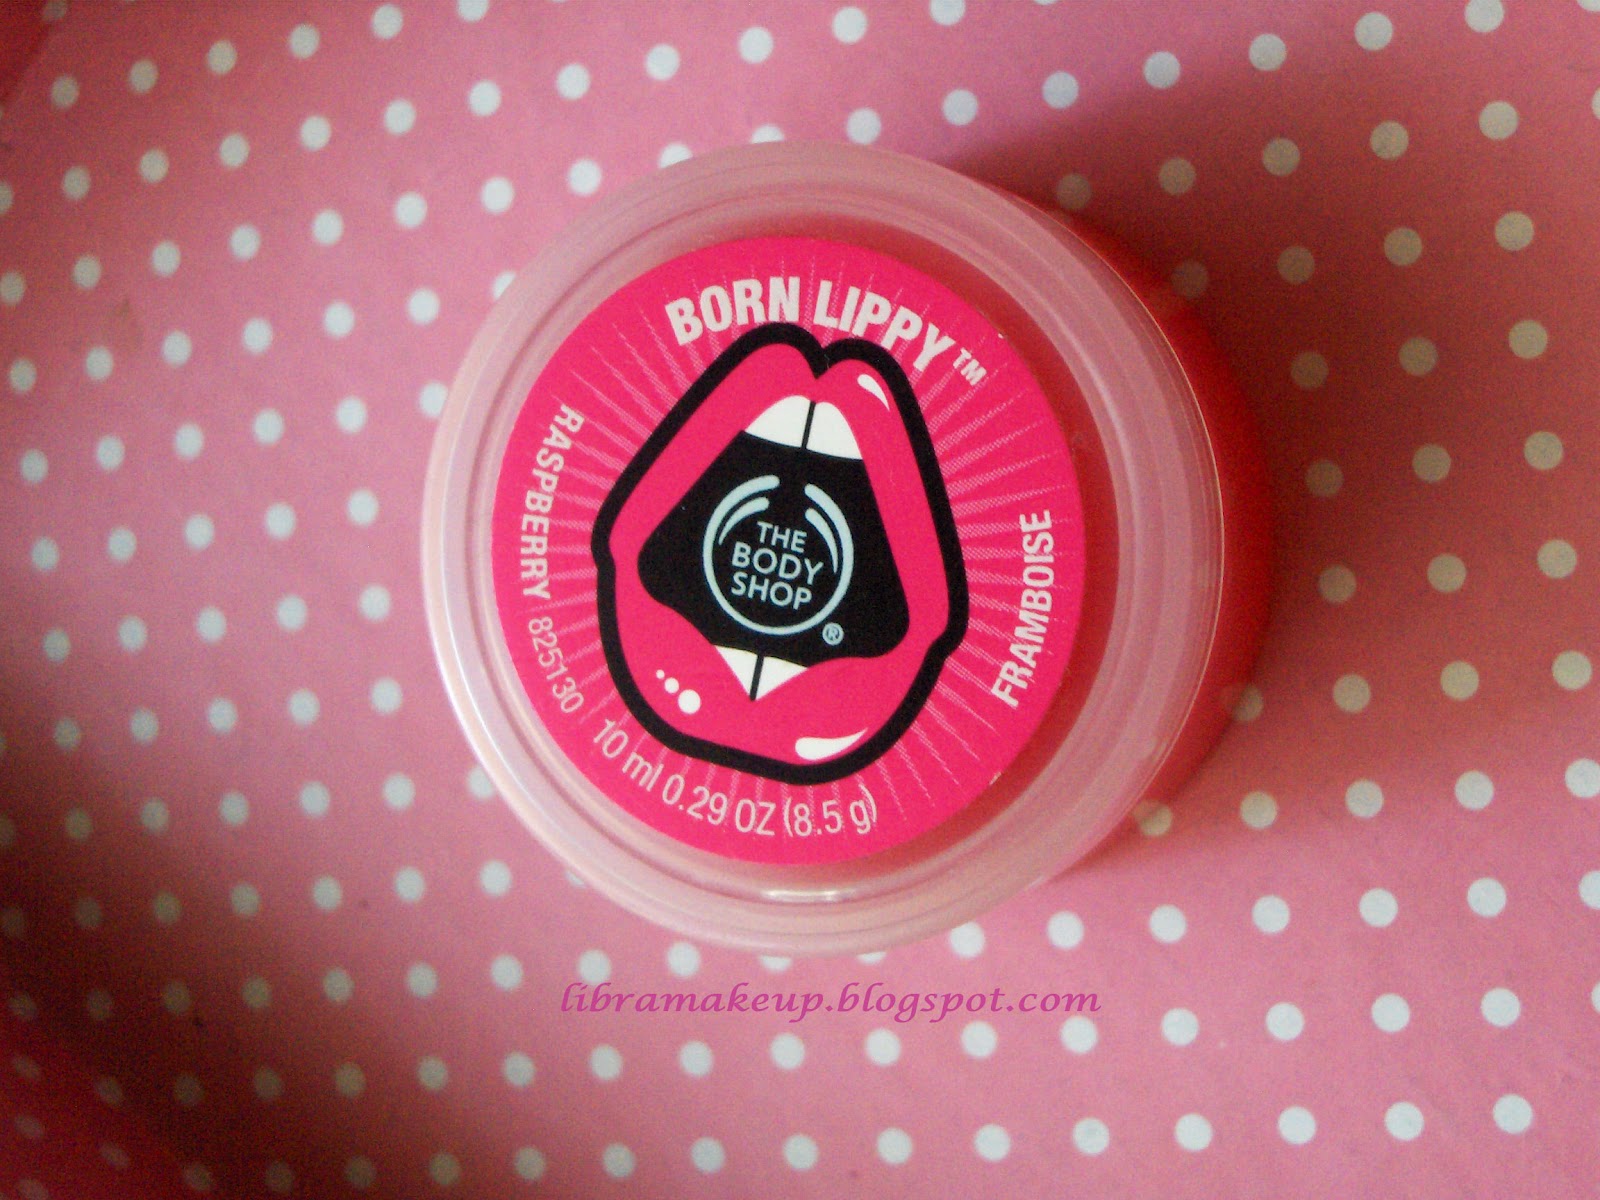 BORN LIPPY™
RASPBERRY 825130
FRAMBOISE
THE
BODY
SHOP
®
10 ml 0.29 OZ (8.5 g)
libramakeup.blogspot.com